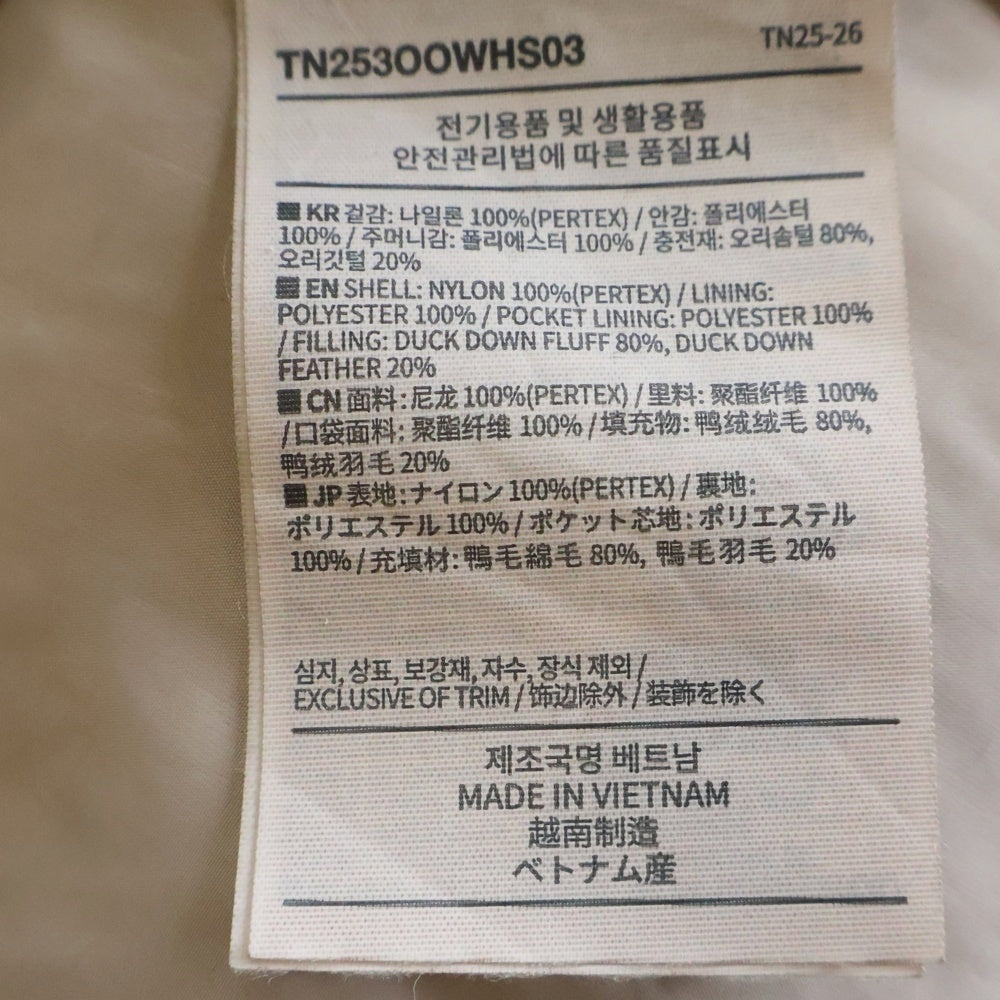 TN253OOWHS03
TN25-26
전기용품 및 생활용품
안전관리법에 따른 품질표시
KR 겉감: 나일론 100%(PERTEX) / 안감: 폴리에스터
100% / 주머니감: 폴리에스터 100% / 충전재: 오리솜털 80%,
오리깃털 20%
EN SHELL: NYLON 100%(PERTEX) / LINING:
POLYESTER 100% / POCKET LINING: POLYESTER 100%
/ FILLING: DUCK DOWN FLUFF 80%, DUCK DOWN
FEATHER 20%
CN 面料: 尼龙 100%(PERTEX) / 里料: 聚酯纤维 100%
/ 口袋面料: 聚酯纤维 100% / 填充物: 鸭绒绒毛 80%,
鸭绒羽毛 20%
JP 表地: ナイロン 100%(PERTEX) / 裏地:
ポリエステル 100% / ポケット芯地: ポリエステル
100% / 充填材: 鴨毛綿毛 80%, 鴨毛羽毛 20%
심지, 상표, 보강재, 자수, 장식 제외 /
EXCLUSIVE OF TRIM / 饰边除外 / 装飾を除く
제조국명 베트남
MADE IN VIETNAM
越南制造
ベトナム産